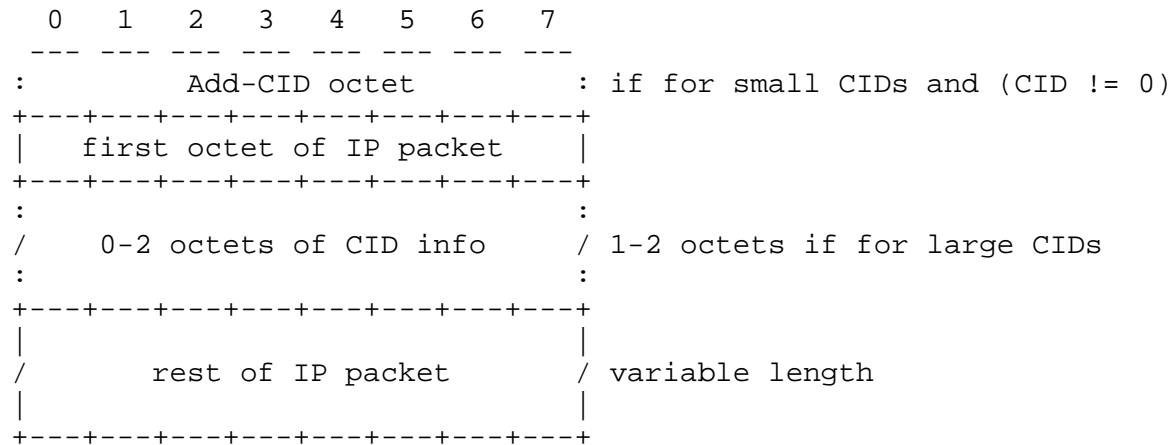 0   1   2   3   4   5   6   7
 --- --- --- --- --- --- --- ---
:         Add-CID octet         : if for small CIDs and (CID != 0)
+---+---+---+---+---+---+---+---+
|   first octet of IP packet    |
+---+---+---+---+---+---+---+---+
:                               :
/    0-2 octets of CID info     / 1-2 octets if for large CIDs
:                               :
+---+---+---+---+---+---+---+---+
|                               |
/       rest of IP packet       / variable length
|                               |
+---+---+---+---+---+---+---+---+